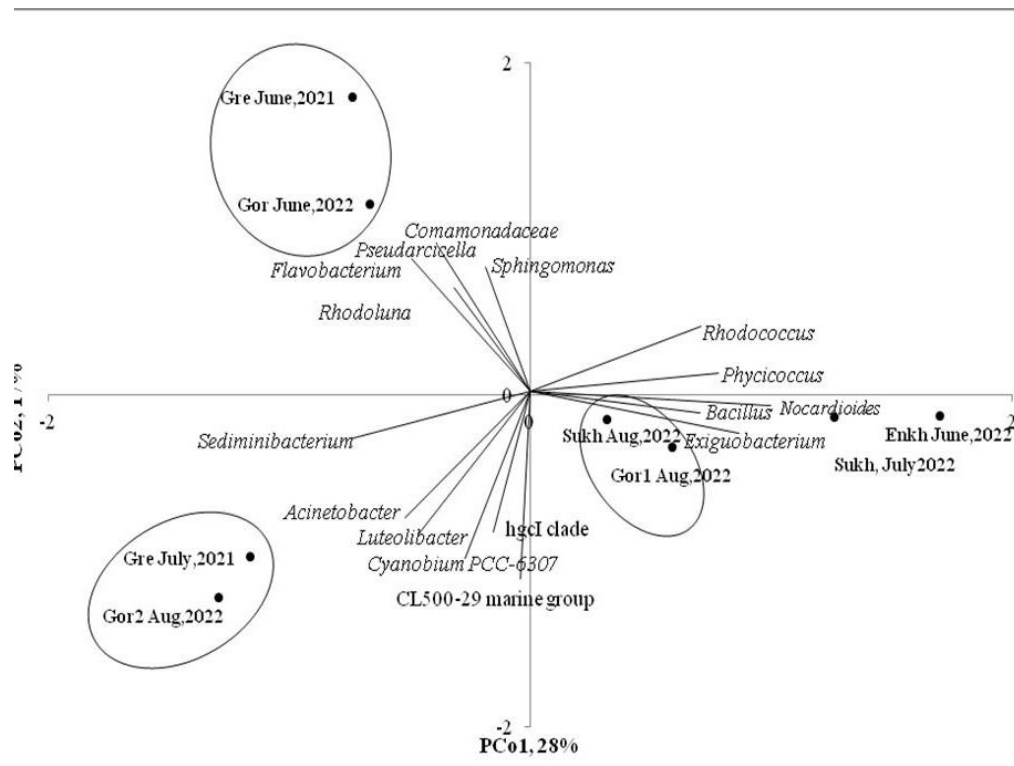 2
Gre June,2021
Gor June,2022
Comamonadaceae
Pseudarcicella
Sphingomonas
Flavobacterium
Rhodoluna
Rhodococcus
Phycicoccus
PCo2, 17%
-2
0
0
2
Nocardioides
Bacillus
Sediminibacterium
Sukh Aug,2022
Exiguobacterium
Enkh June,2022
Gor1 Aug,2022
Sukh, July2022
Acinetobacter
hgcI clade
Luteolibacter
Gre July,2021
Cyanobium PCC-6307
CL500-29 marine group
Gor2 Aug,2022
-2
PCo1, 28%